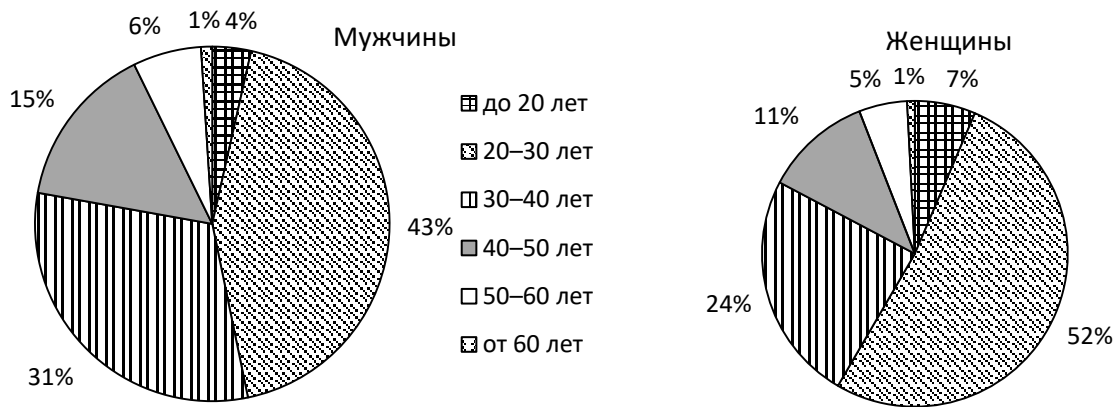 Мужчины
1% 4%
6%
15%
43%
31%
до 20 лет
20–30 лет
30–40 лет
40–50 лет
50–60 лет
от 60 лет
Женщины
5% 1% 7%
11%
24%
52%